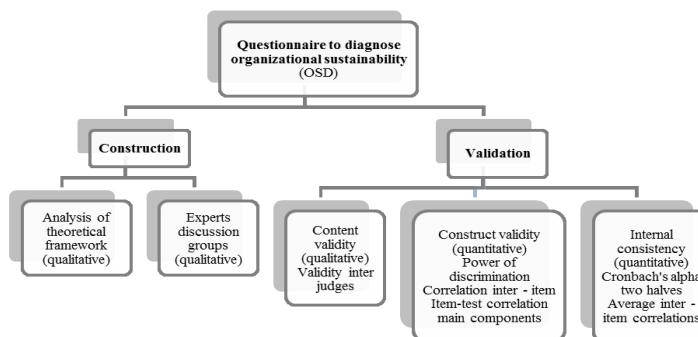 Questionnaire to diagnose
organizational sustainability
(OSD)
Construction
Validation
Analysis of
theoretical
framework
(qualitative)
Experts
discussion
groups
(qualitative)
Content
validity
(qualitative)
Validity inter
judges
Construct validity
(quantitative)
Power of
discrimination
Correlation inter - item
Item-test correlation
main components
Internal
consistency
(quantitative)
Cronbach's alpha
two halves
Average inter -
item correlations